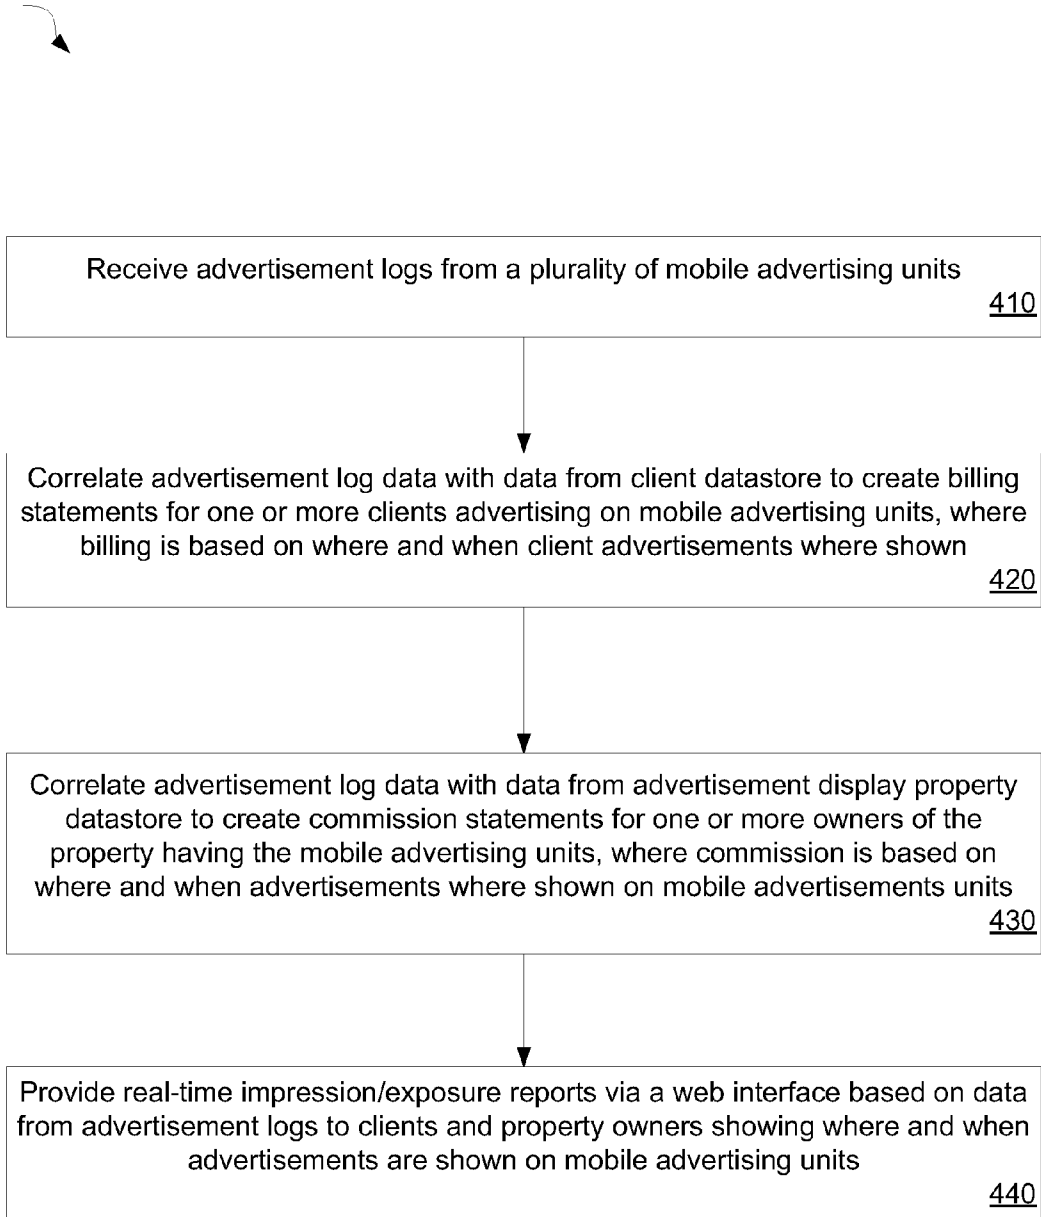 Receive advertisement logs from a plurality of mobile advertising units
410
Correlate advertisement log data with data from client datastore to create billing
statements for one or more clients advertising on mobile advertising units, where
billing is based on where and when client advertisements where shown
420
Correlate advertisement log data with data from advertisement display property
datastore to create commission statements for one or more owners of the
property having the mobile advertising units, where commission is based on
where and when advertisements where shown on mobile advertisements units
430
Provide real-time impression/exposure reports via a web interface based on data
from advertisement logs to clients and property owners showing where and when
advertisements are shown on mobile advertising units
440